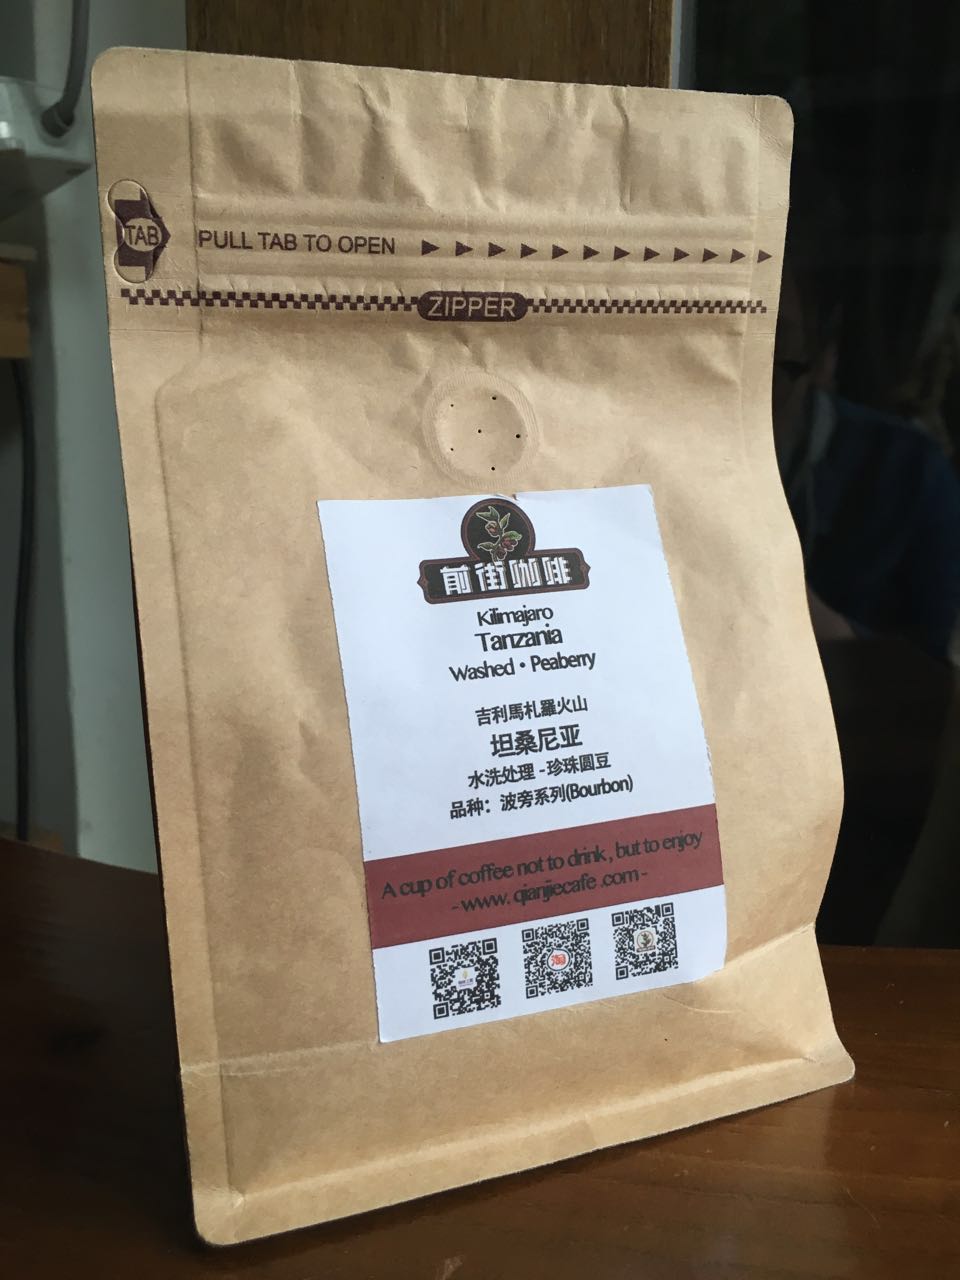 TAB
PULL TAB TO OPEN
ZIPPER
前街咖啡
Kilimajaro
Tanzania
Washed • Peaberry
吉利馬札羅火山
坦桑尼亚
水洗处理 - 珍珠圆豆
品种：波旁系列(Bourbon)
A cup of coffee not to drink, but to enjoy
- www. qianjiecafe .com -
淘